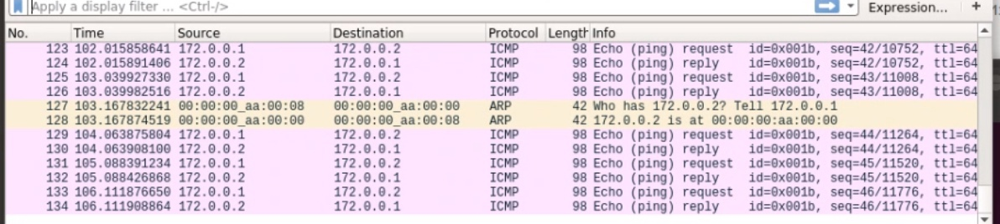 Apply a display filter ... <Ctrl-/> Expression... +
No. Time Source Destination Protocol Length Info
123 102.015858641 172.0.0.1 172.0.0.2 ICMP 98 Echo (ping) request id=0x001b, seq=42/10752, ttl=64
124 102.015891406 172.0.0.2 172.0.0.1 ICMP 98 Echo (ping) reply id=0x001b, seq=42/10752, ttl=64
125 103.039927330 172.0.0.1 172.0.0.2 ICMP 98 Echo (ping) request id=0x001b, seq=43/11008, ttl=64
126 103.039982516 172.0.0.2 172.0.0.1 ICMP 98 Echo (ping) reply id=0x001b, seq=43/11008, ttl=64
127 103.167832241 00:00:00_aa:00:08 00:00:00_aa:00:00 ARP 42 Who has 172.0.0.2? Tell 172.0.0.1
128 103.167874519 00:00:00_aa:00:00 00:00:00_aa:00:08 ARP 42 172.0.0.2 is at 00:00:00:aa:00:00
129 104.063875804 172.0.0.1 172.0.0.2 ICMP 98 Echo (ping) request id=0x001b, seq=44/11264, ttl=64
130 104.063908100 172.0.0.2 172.0.0.1 ICMP 98 Echo (ping) reply id=0x001b, seq=44/11264, ttl=64
131 105.088391234 172.0.0.1 172.0.0.2 ICMP 98 Echo (ping) request id=0x001b, seq=45/11520, ttl=64
132 105.088426868 172.0.0.2 172.0.0.1 ICMP 98 Echo (ping) reply id=0x001b, seq=45/11520, ttl=64
133 106.111876650 172.0.0.1 172.0.0.2 ICMP 98 Echo (ping) request id=0x001b, seq=46/11776, ttl=64
134 106.111908864 172.0.0.2 172.0.0.1 ICMP 98 Echo (ping) reply id=0x001b, seq=46/11776, ttl=64